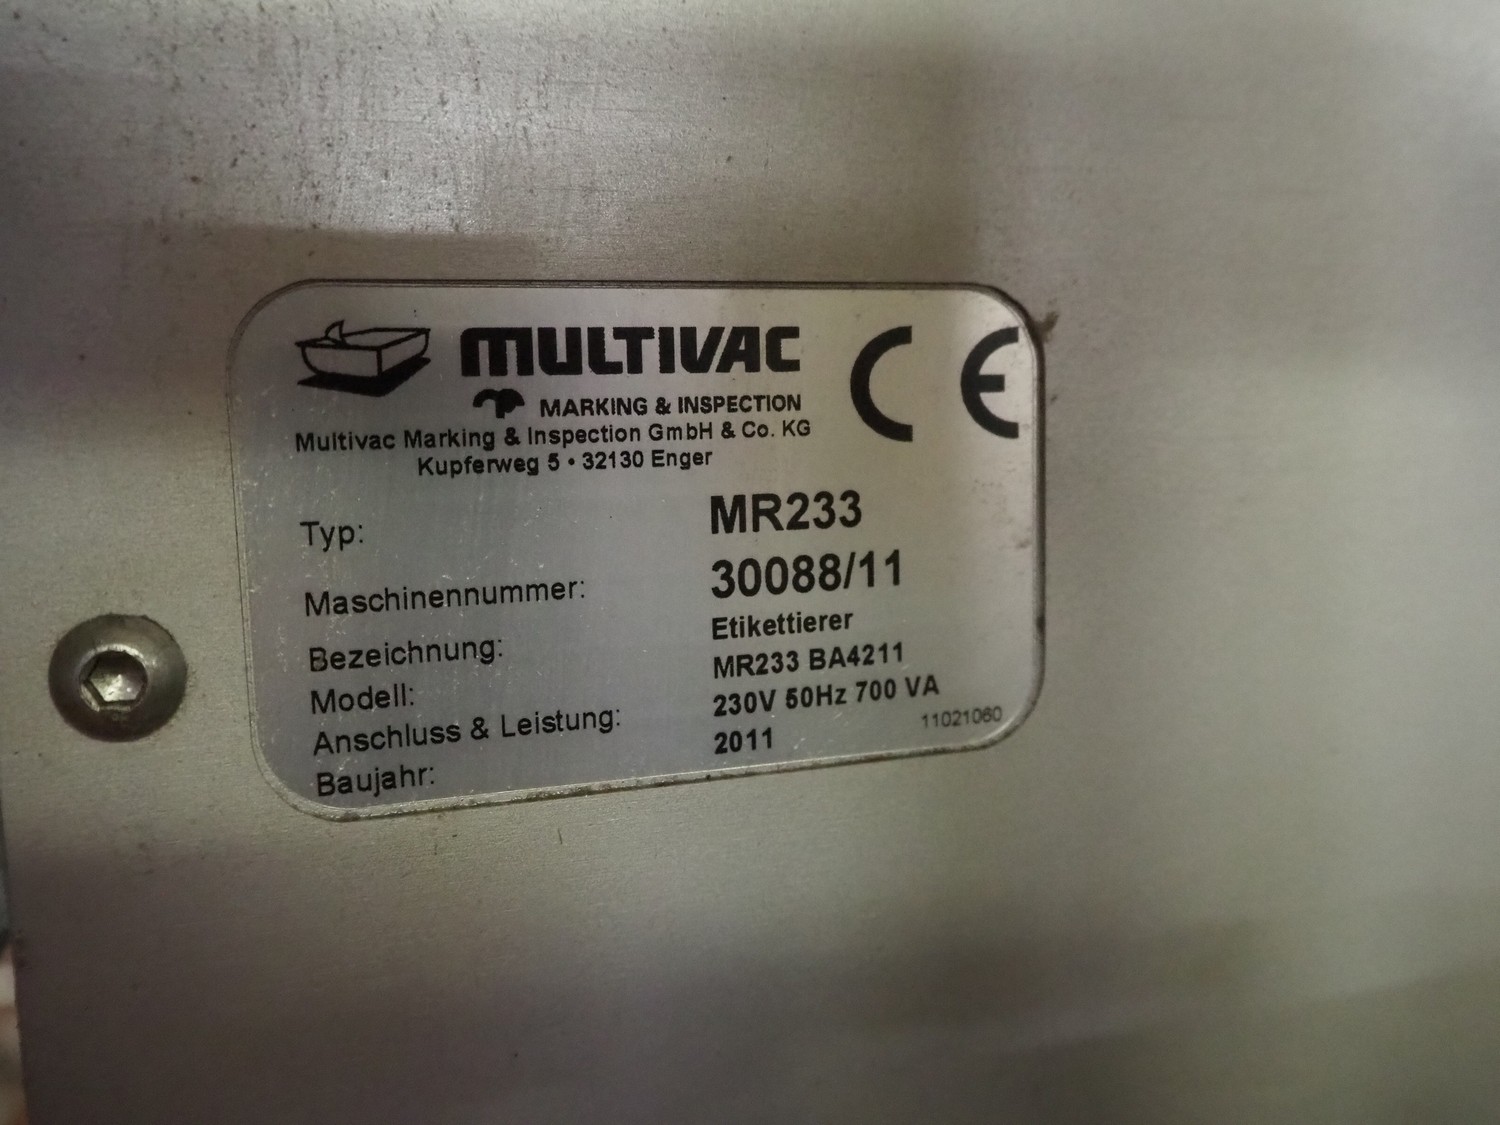 MULTIVAC
MARKING & INSPECTION
Multivac Marking & Inspection GmbH & Co. KG
Kupferweg 5 • 32130 Enger
CE
Typ: MR233
Maschinennummer: 30088/11
Bezeichnung: Etikettierer
Modell: MR233 BA4211
Anschluss & Leistung: 230V 50Hz 700 VA
Baujahr: 2011
11021060